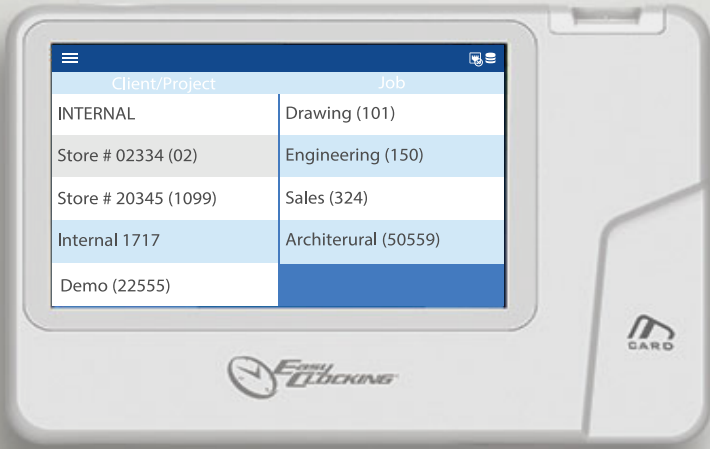 Client/Project
Job
INTERNAL
Drawing (101)
Store # 02334 (02)
Engineering (150)
Store # 20345 (1099)
Sales (324)
Internal 1717
Architerural (50559)
Demo (22555)
CARD
Easy
Clocking